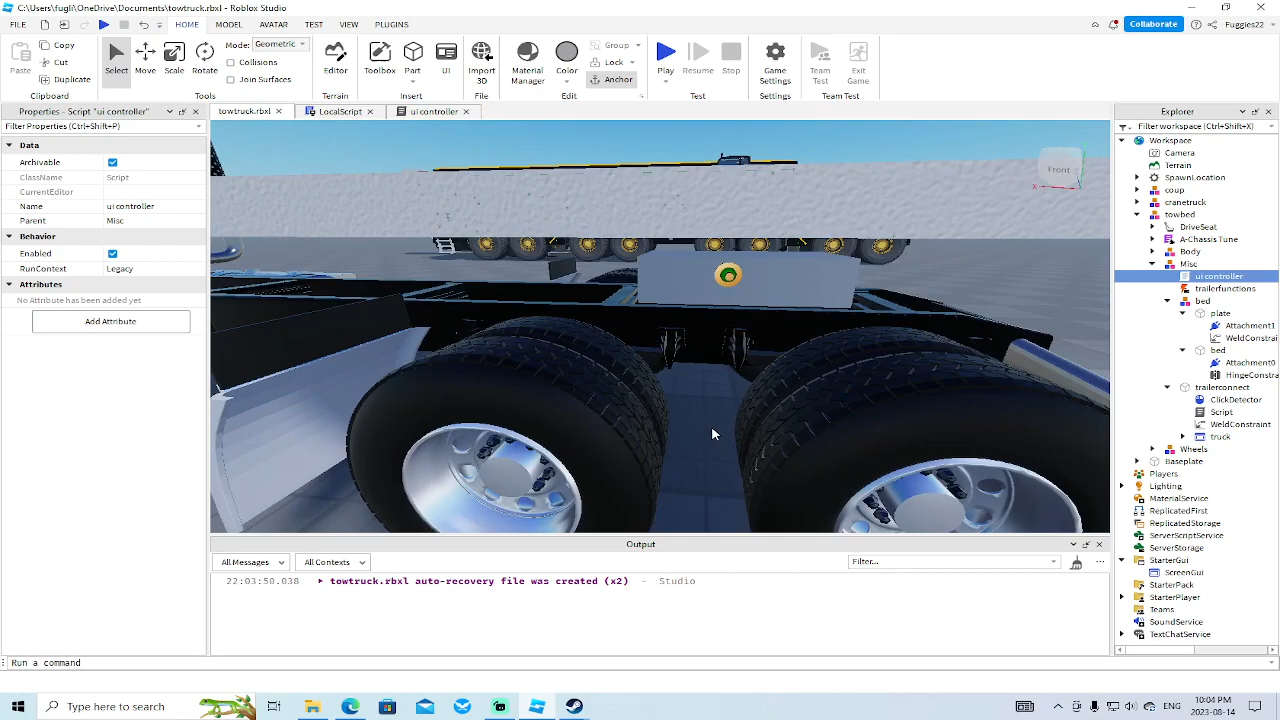 C:\Users\fugli\OneDrive\Documents\towtruck.rbxl - Roblox Studio
FILE HOME MODEL AVATAR TEST VIEW PLUGINS Collaborate Fuggies22
Paste Copy Cut Duplicate Clipboard
Select Move Scale Rotate Mode: Geometric Collisions Join Surfaces Tools
Editor Terrain
Toolbox Part UI Insert
Import 3D File
Material Manager Color Group Lock Anchor Edit
Play Resume Stop Test
Game Settings Settings
Team Test Exit Game Team Test
Properties - Script "ui controller"
Filter Properties (Ctrl+Shift+P)
Data
Archivable
ClassName Script
CurrentEditor
Name ui controller
Parent Misc
Behavior
Enabled
RunContext Legacy
Attributes
No Attribute has been added yet
Add Attribute
towtruck.rbxl LocalScript ui controller
Front
X
Output
All Messages All Contexts Filter...
22:03:50.038 towtruck.rbxl auto-recovery file was created (x2) - Studio
Explorer
Filter workspace (Ctrl+Shift+X)
Workspace
Camera
Terrain
SpawnLocation
coup
cranetruck
towbed
DriveSeat
A-Chassis Tune
Body
Misc
ui controller
trailerfunctions
bed
plate
Attachment1
WeldConstrai
bed
Attachment0
HingeConstra
trailerconnect
ClickDetector
Script
WeldConstraint
truck
Wheels
Baseplate
Players
Lighting
MaterialService
ReplicatedFirst
ReplicatedStorage
ServerScriptService
ServerStorage
StarterGui
ScreenGui
StarterPack
StarterPlayer
Teams
SoundService
TextChatService
Run a command
Type here to search
ENG
10:04 PM
2023-08-14